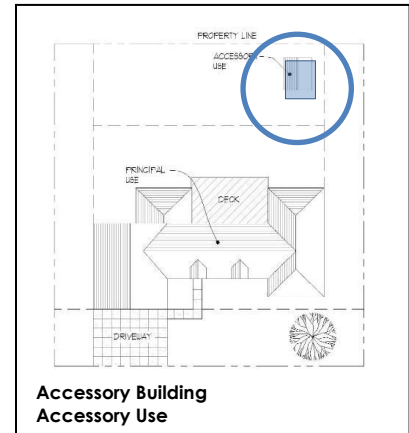 PROPERTY LINE
ACCESSORY
USE
PRINCIPAL
USE
DECK
DRIVEWAY
Accessory Building
Accessory Use